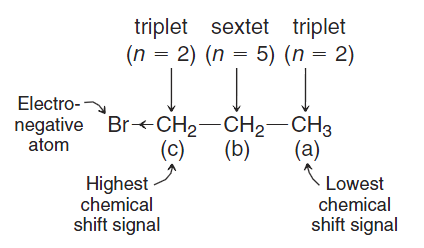 triplet sextet triplet
(n = 2) (n = 5) (n = 2)
Electro-
negative
atom
Br←CH₂—CH₂—CH₃
(c) (b) (a)
Highest
chemical
shift signal
Lowest
chemical
shift signal